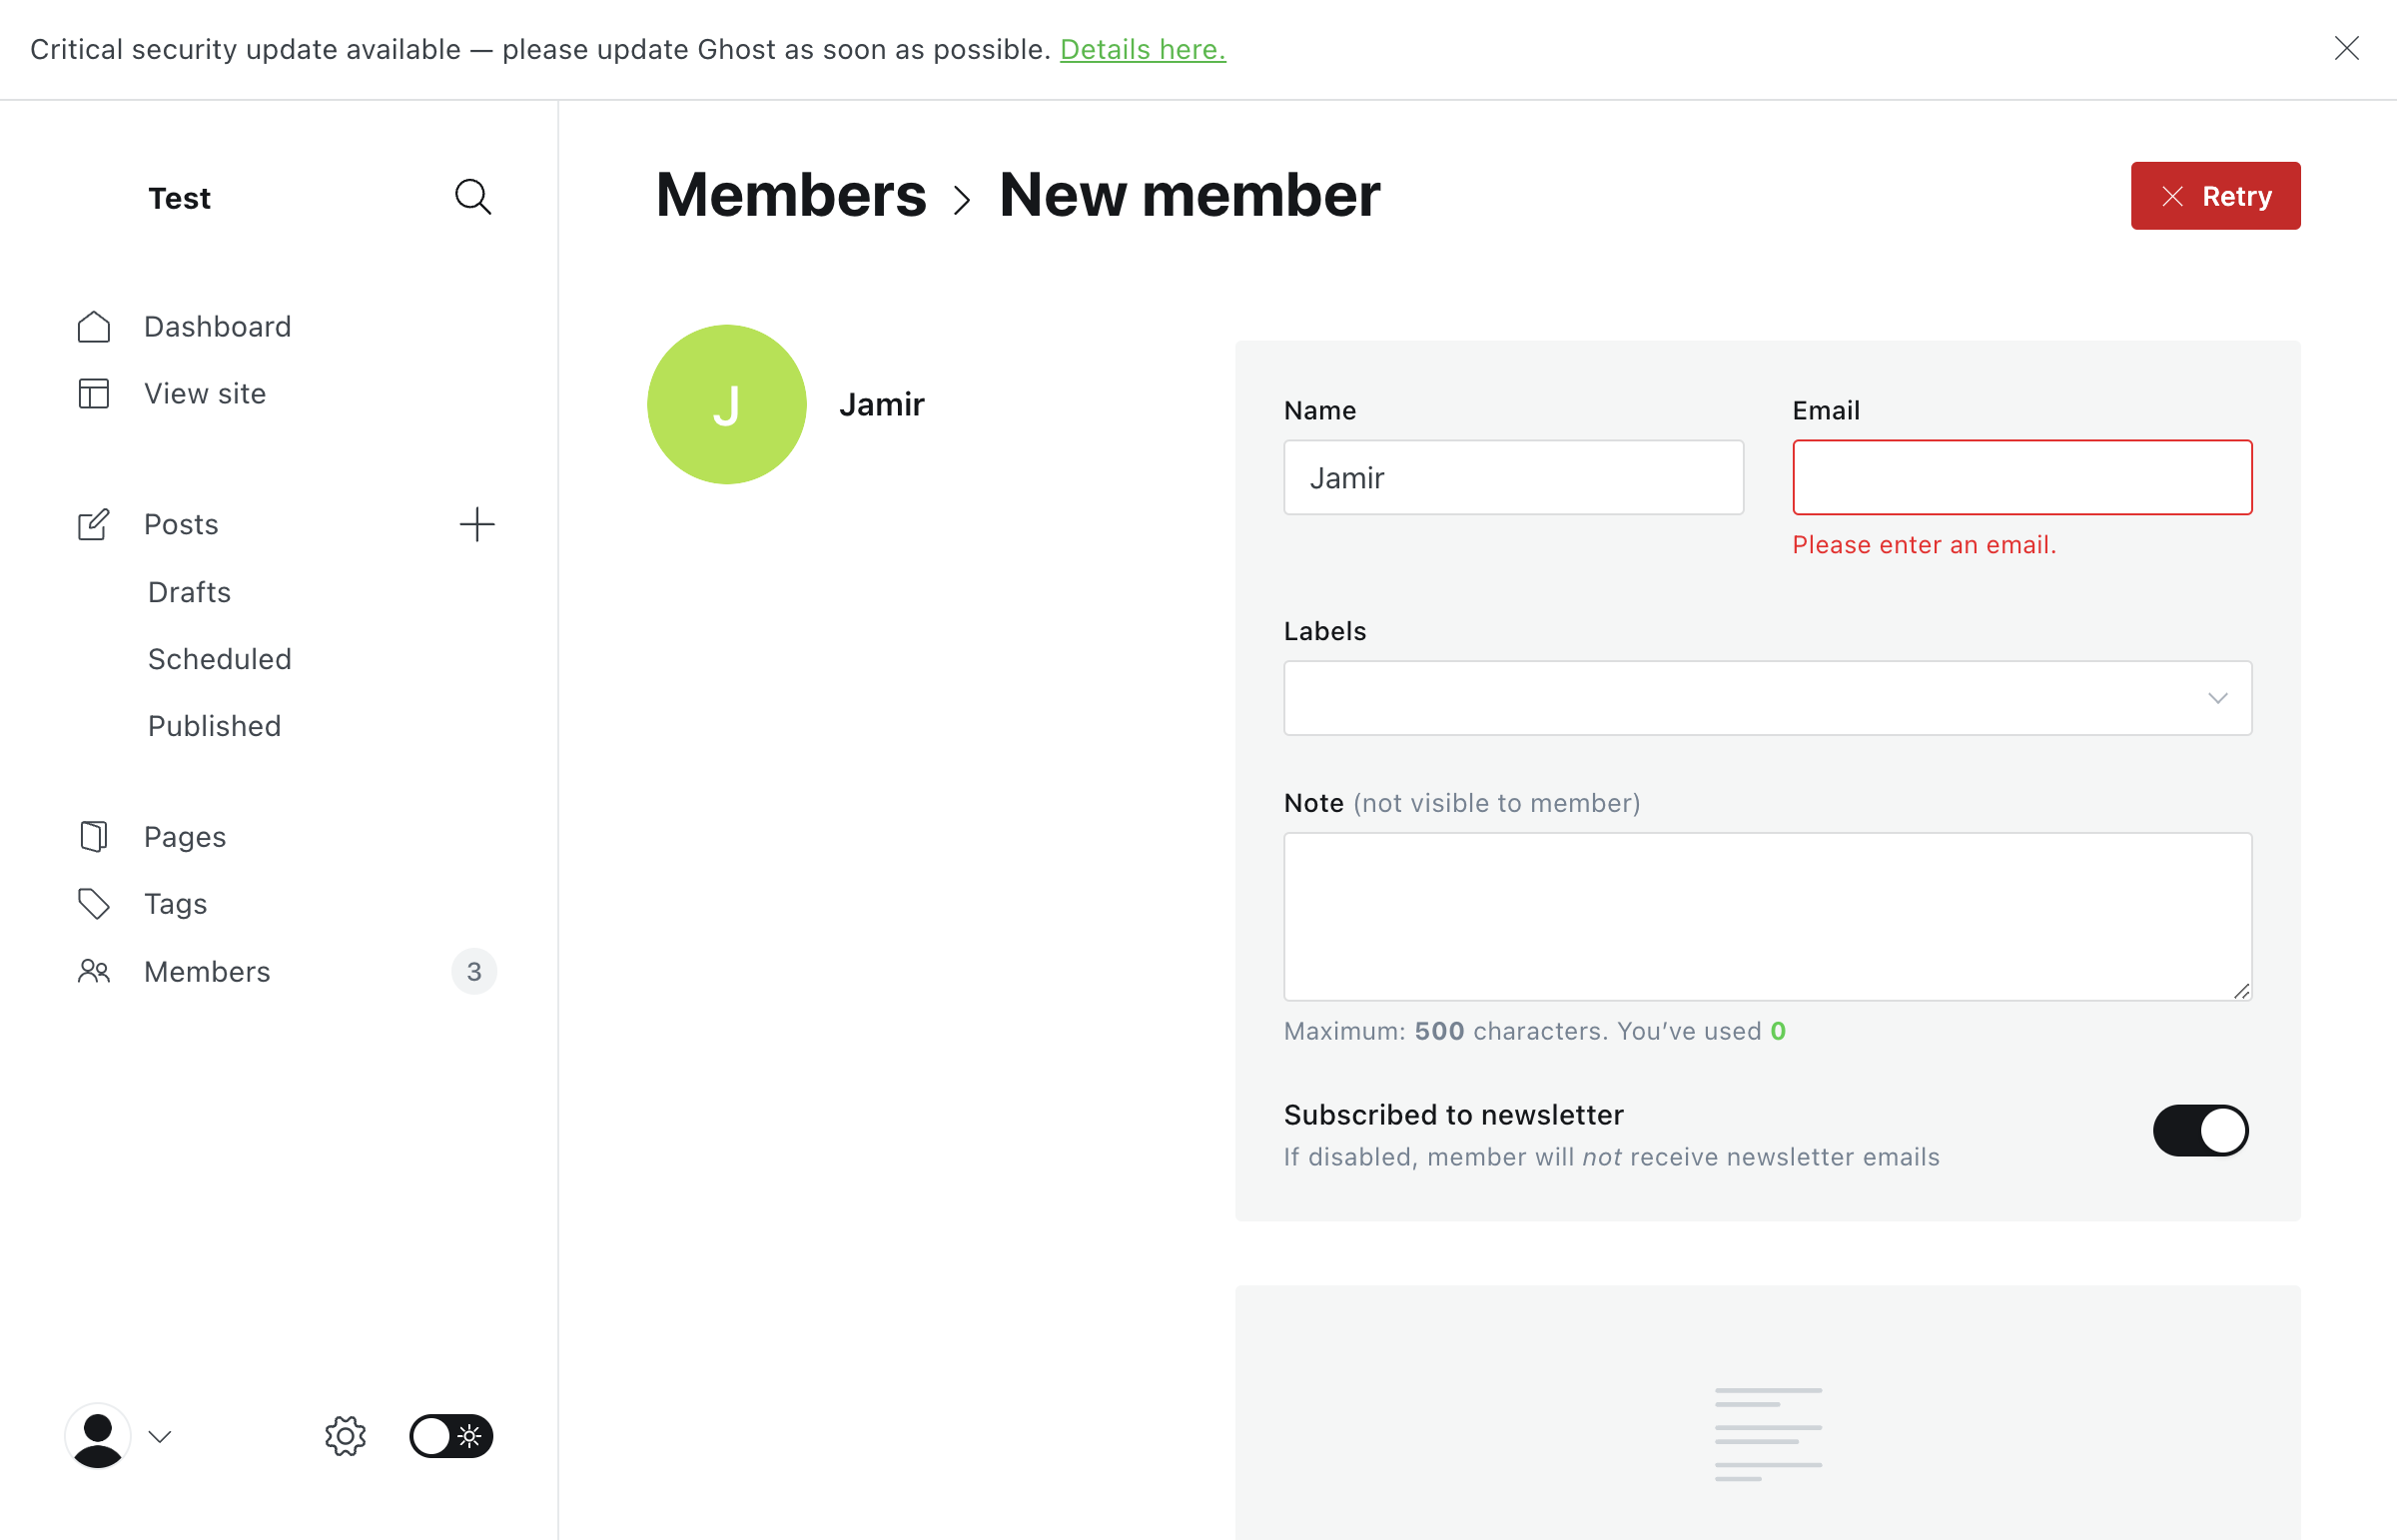 Critical security update available — please update Ghost as soon as possible. Details here.
Test
Dashboard
View site
Posts
Drafts
Scheduled
Published
Pages
Tags
Members
3
Members
New member
Retry
J
Jamir
Name
Email
Jamir
Please enter an email.
Labels
Note (not visible to member)
Maximum: 500 characters. You’ve used 0
Subscribed to newsletter
If disabled, member will not receive newsletter emails